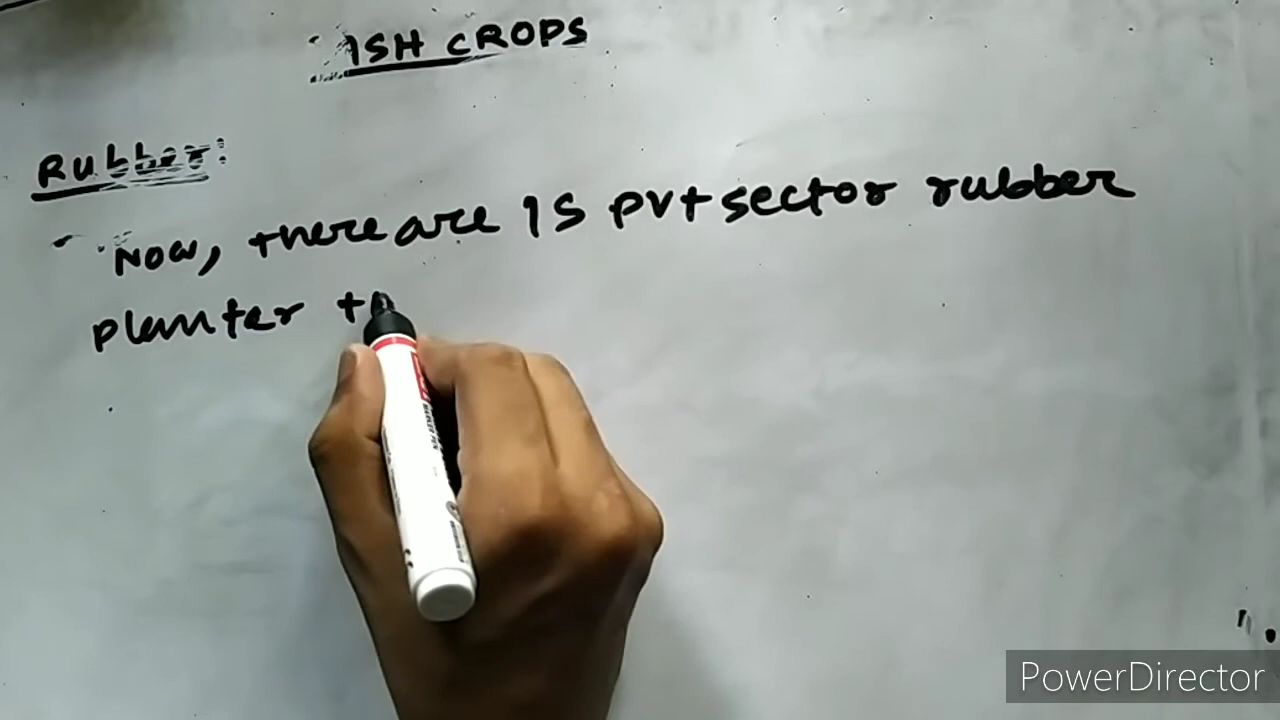 ISH CROPS
Rubber:
Now, there are 15 pvt sector rubber
planter
PowerDirector